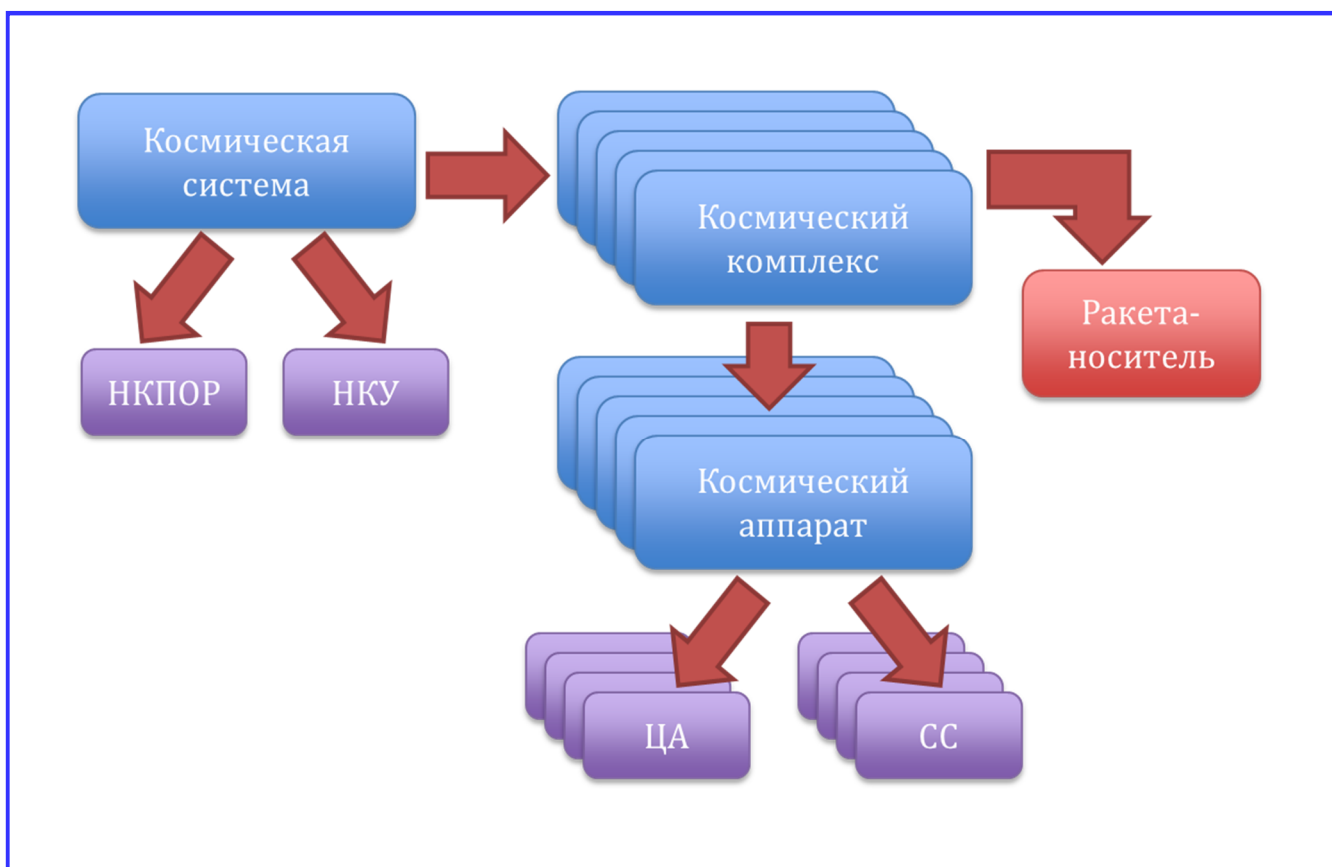 Космическая
система
Космический
комплекс
Ракета-
носитель
НКПОР
НКУ
Космический
аппарат
ЦА
СС